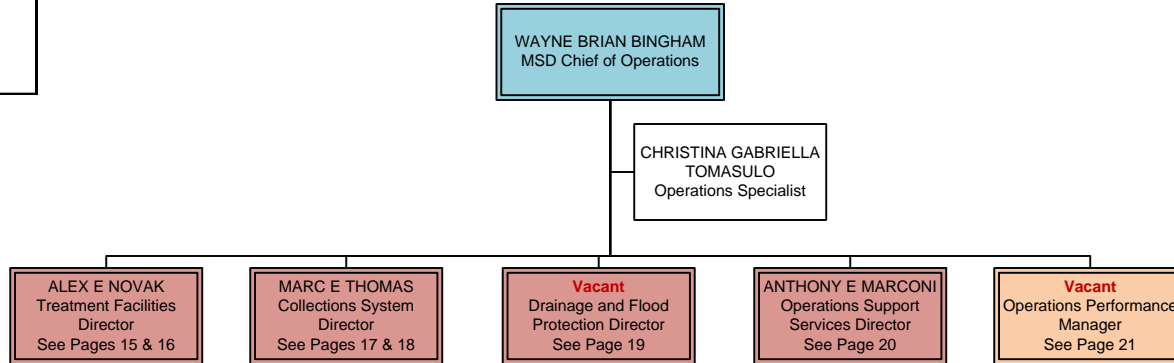 WAYNE BRIAN BINGHAM
MSD Chief of Operations
CHRISTINA GABRIELLA
TOMASULO
Operations Specialist
ALEX E NOVAK
Treatment Facilities
Director
See Pages 15 & 16
MARC E THOMAS
Collections System
Director
See Pages 17 & 18
Vacant
Drainage and Flood
Protection Director
See Page 19
ANTHONY E MARCONI
Operations Support
Services Director
See Page 20
Vacant
Operations Performance
Manager
See Page 21